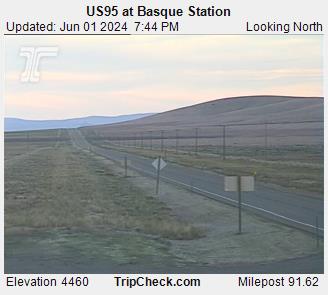 US95 at Basque Station
Updated: Jun 01 2024 7:44 PM Looking North
Elevation 4460 TripCheck.com Milepost 91.62